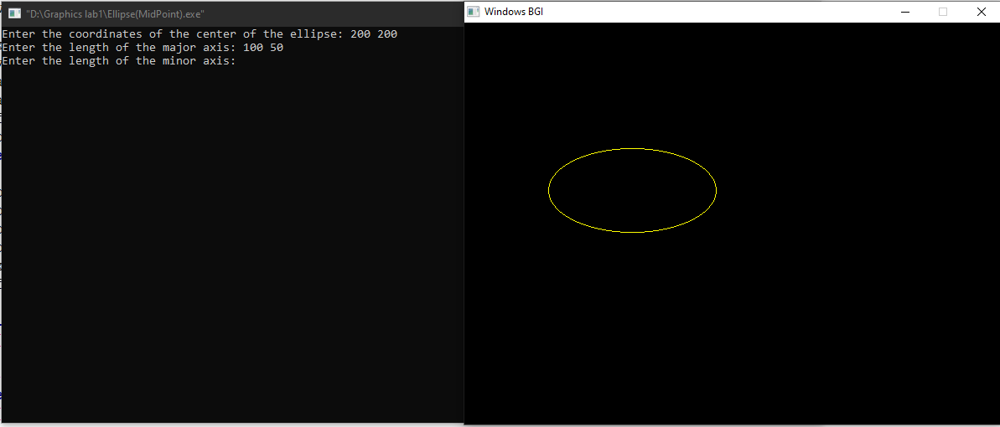 "D:\Graphics lab1\Ellipse(MidPoint).exe"
Enter the coordinates of the center of the ellipse: 200 200
Enter the length of the major axis: 100 50
Enter the length of the minor axis:
Windows BGI